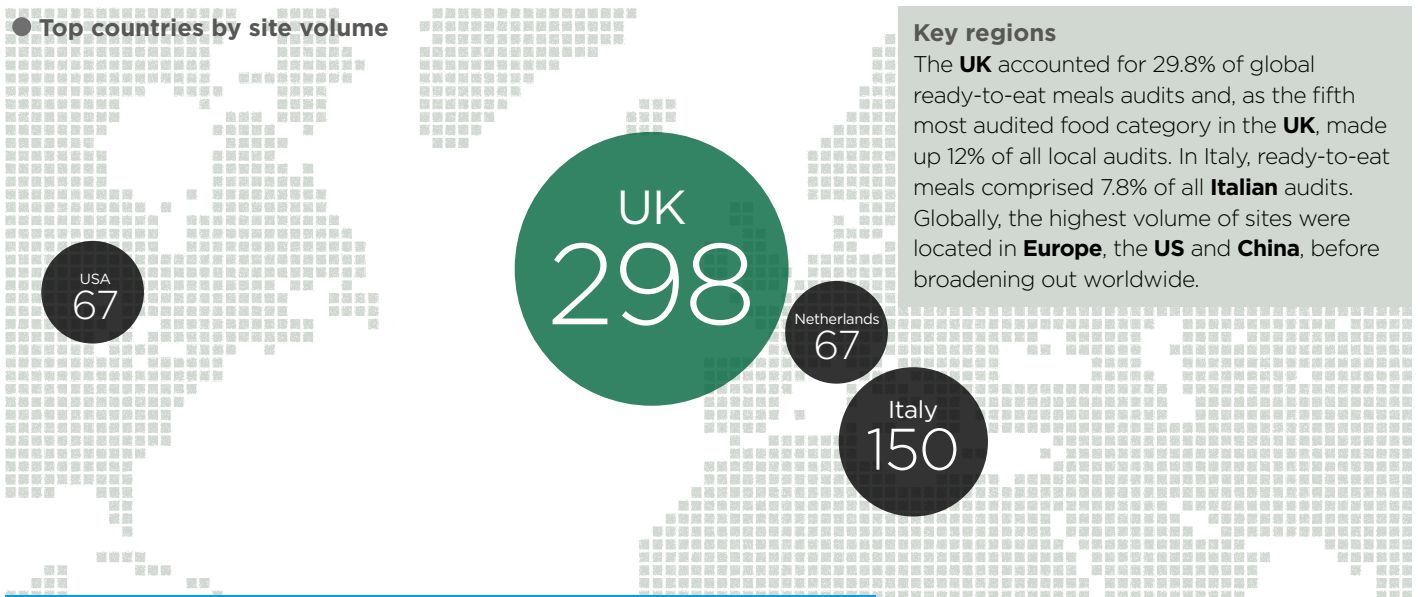 Top countries by site volume
Key regions
The UK accounted for 29.8% of global
ready-to-eat meals audits and, as the fifth
most audited food category in the UK, made
up 12% of all local audits. In Italy, ready-to-eat
meals comprised 7.8% of all Italian audits.
Globally, the highest volume of sites were
located in Europe, the US and China, before
broadening out worldwide.
UK
298
USA
67
Netherlands
67
Italy
150